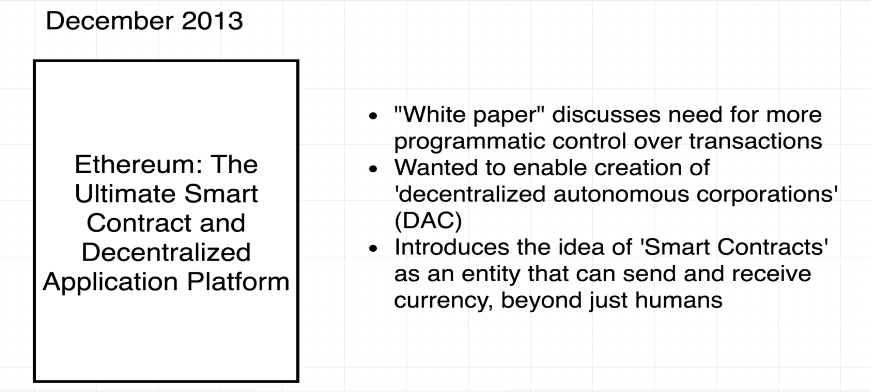 December 2013
Ethereum: The
Ultimate Smart
Contract and
Decentralized
Application Platform
• "White paper" discusses need for more
programmatic control over transactions
• Wanted to enable creation of
'decentralized autonomous corporations'
(DAC)
• Introduces the idea of 'Smart Contracts'
as an entity that can send and receive
currency, beyond just humans